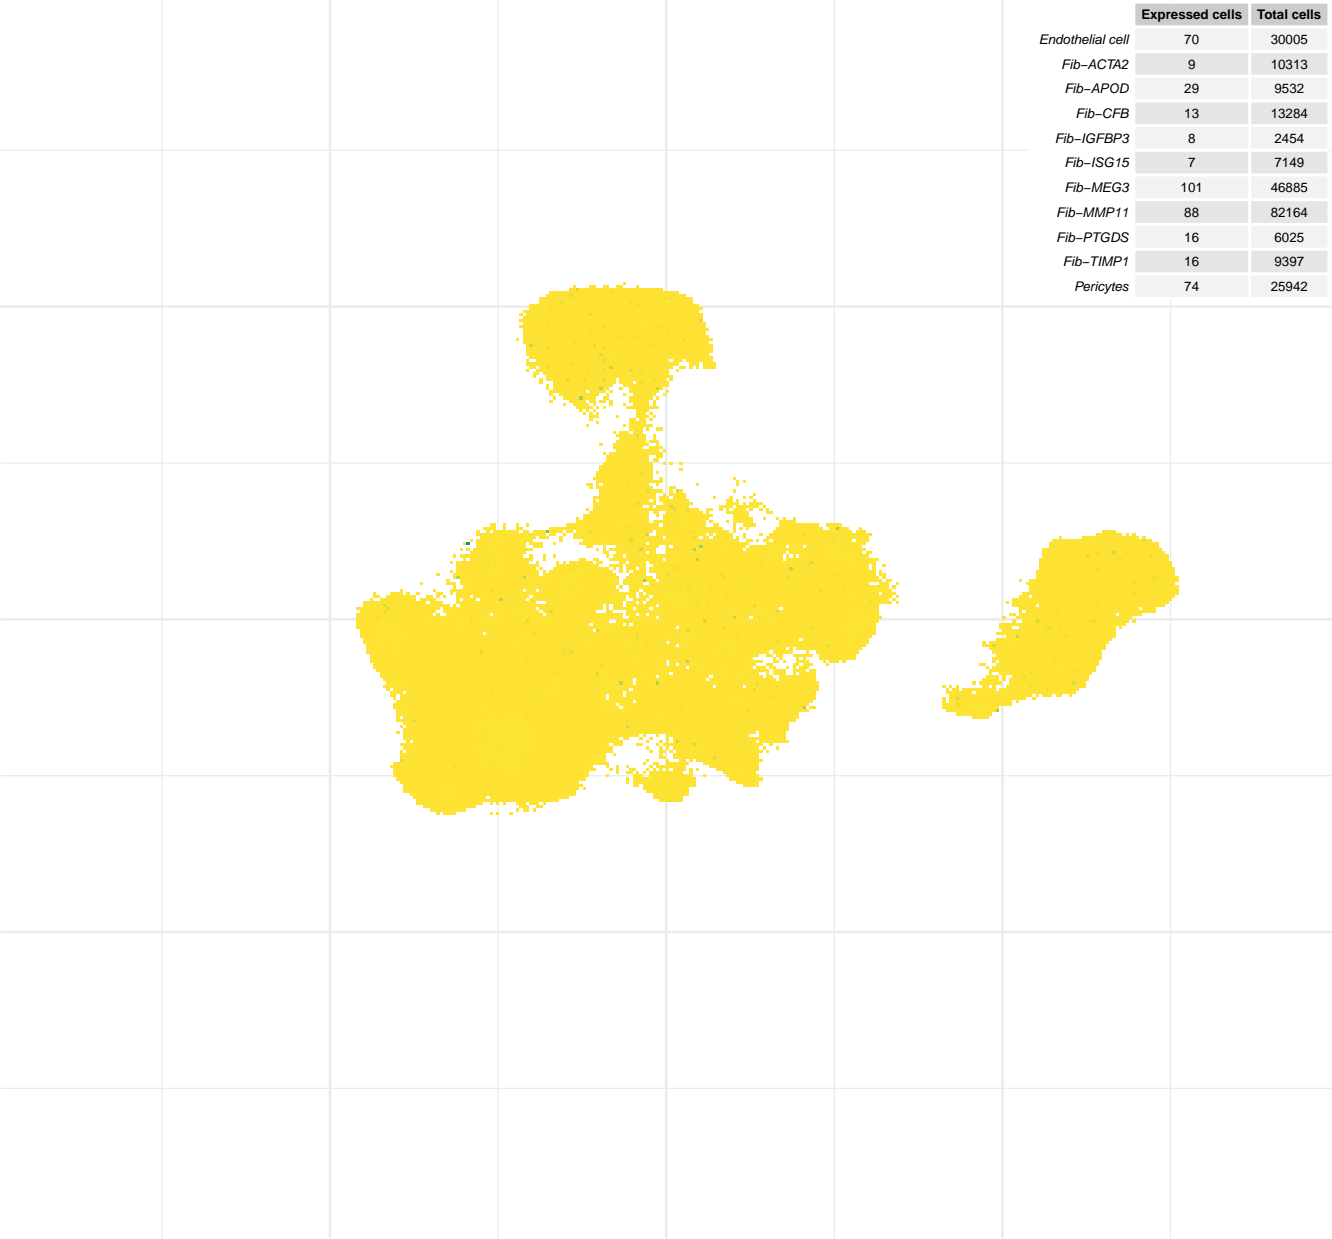 Expressed cells Total cells
Endothelial cell 70 30005
Fib−ACTA2 9 10313
Fib−APOD 29 9532
Fib−CFB 13 13284
Fib−IGFBP3 8 2454
Fib−ISG15 7 7149
Fib−MEG3 101 46885
Fib−MMP11 88 82164
Fib−PTGDS 16 6025
Fib−TIMP1 16 9397
Pericytes 74 25942